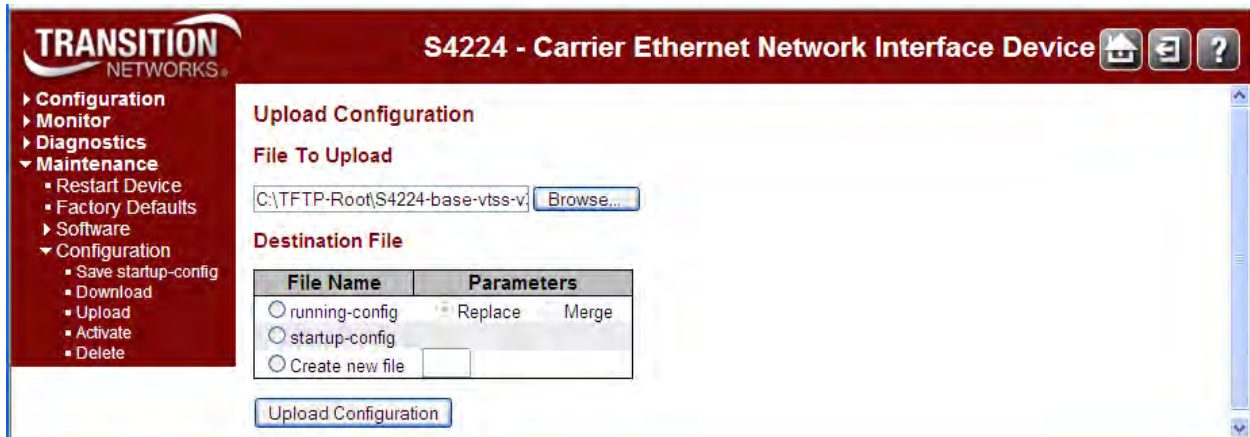 TRANSITION
NETWORKS®
S4224 - Carrier Ethernet Network Interface Device
?
Configuration
Monitor
Diagnostics
Maintenance
Restart Device
Factory Defaults
Software
Configuration
Save startup-config
Download
Upload
Activate
Delete
Upload Configuration
File To Upload
C:\TFTP-Root\S4224-base-vtss-v Browse...
Destination File
File Name Parameters
running-config Replace Merge
startup-config
Create new file
Upload Configuration